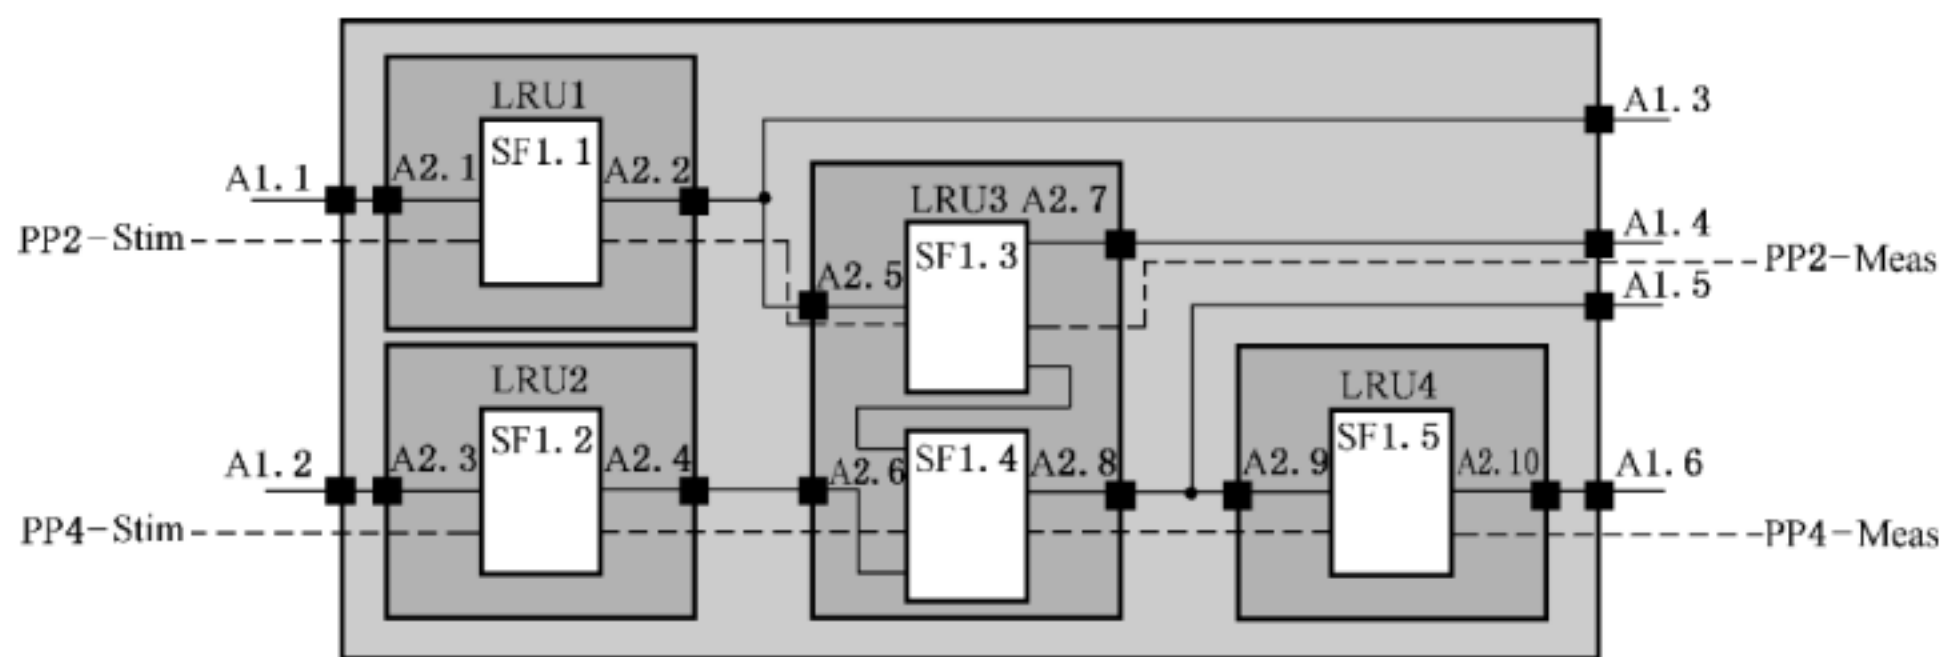 LRU1
SF1.1
A1.1
A2.1
A2.2
A1.3
PP2-Stim
LRU3
A2.7
A1.4
A2.5
SF1.3
PP2-Meas
A1.5
LRU2
SF1.2
A1.2
A2.3
A2.4
A2.6
SF1.4
A2.8
LRU4
SF1.5
A2.9
A2.10
A1.6
PP4-Stim
PP4-Meas